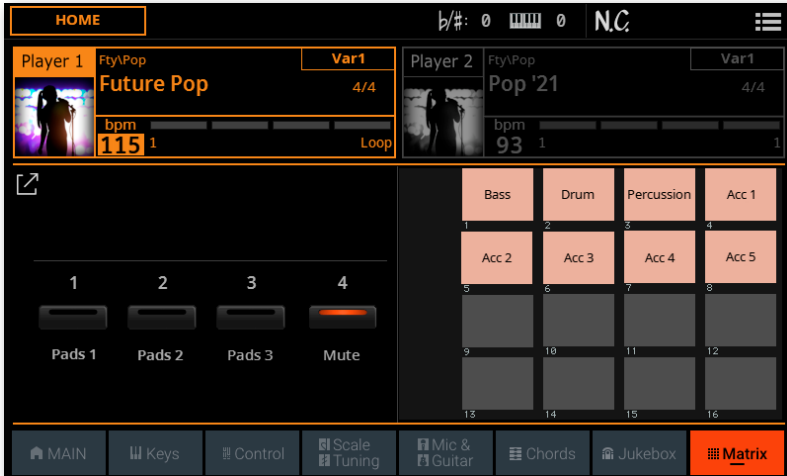 HOME
♭/♯: 0
0
N.C.
Player 1
Fty\Pop
Var1
Future Pop
4/4
bpm
115
1
Loop
Player 2
Fty\Pop
Var1
Pop '21
4/4
bpm
93
1
1
1
2
3
4
Pads 1
Pads 2
Pads 3
Mute
Bass
Drum
Percussion
Acc 1
1
2
3
4
Acc 2
Acc 3
Acc 4
Acc 5
5
6
7
8
9
10
11
12
13
14
15
16
MAIN
Keys
Control
Scale
Tuning
Mic &
Guitar
Chords
Jukebox
Matrix